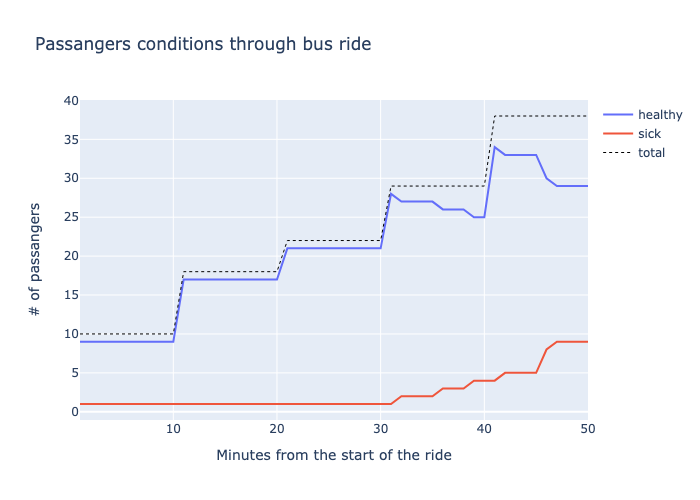 Passangers conditions through bus ride
40
35
30
25
20
15
10
5
0
# of passangers
10 20 30 40 50
Minutes from the start of the ride
healthy
sick
total